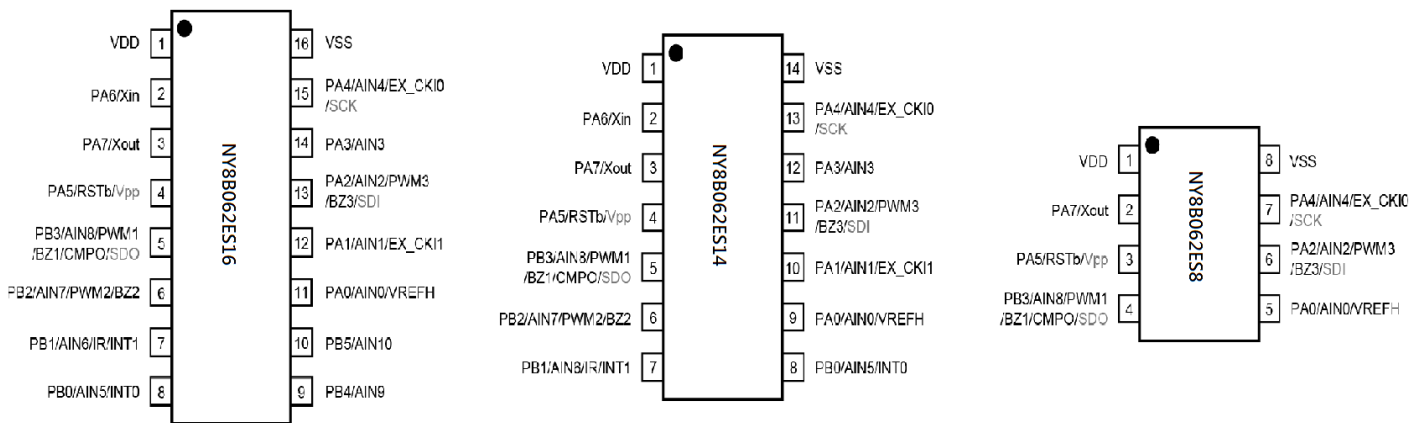 VDD 1
16 VSS
PA6/Xin 2
15 PA4/AIN4/EX_CKI0
/SCK
PA7/Xout 3
14 PA3/AIN3
PA5/RSTb/Vpp 4
13 PA2/AIN2/PWM3
/BZ3/SDI
PB3/AIN8/PWM1
/BZ1/CMPO/SDO 5
12 PA1/AIN1/EX_CKI1
PB2/AIN7/PWM2/BZ2 6
11 PA0/AIN0/VREFH
PB1/AIN6/IR/INT1 7
10 PB5/AIN10
PB0/AIN5/INT0 8
9 PB4/AIN9
NY8B062ES16
VDD 1
14 VSS
PA6/Xin 2
13 PA4/AIN4/EX_CKI0
/SCK
PA7/Xout 3
12 PA3/AIN3
PA5/RSTb/Vpp 4
11 PA2/AIN2/PWM3
/BZ3/SDI
PB3/AIN8/PWM1
/BZ1/CMPO/SDO 5
10 PA1/AIN1/EX_CKI1
PB2/AIN7/PWM2/BZ2 6
9 PA0/AIN0/VREFH
PB1/AIN6/IR/INT1 7
8 PB0/AIN5/INT0
NY8B062ES14
VDD 1
8 VSS
PA7/Xout 2
7 PA4/AIN4/EX_CKI0
/SCK
PA5/RSTb/Vpp 3
6 PA2/AIN2/PWM3
/BZ3/SDI
PB3/AIN8/PWM1
/BZ1/CMPO/SDO 4
5 PA0/AIN0/VREFH
NY8B062ES8